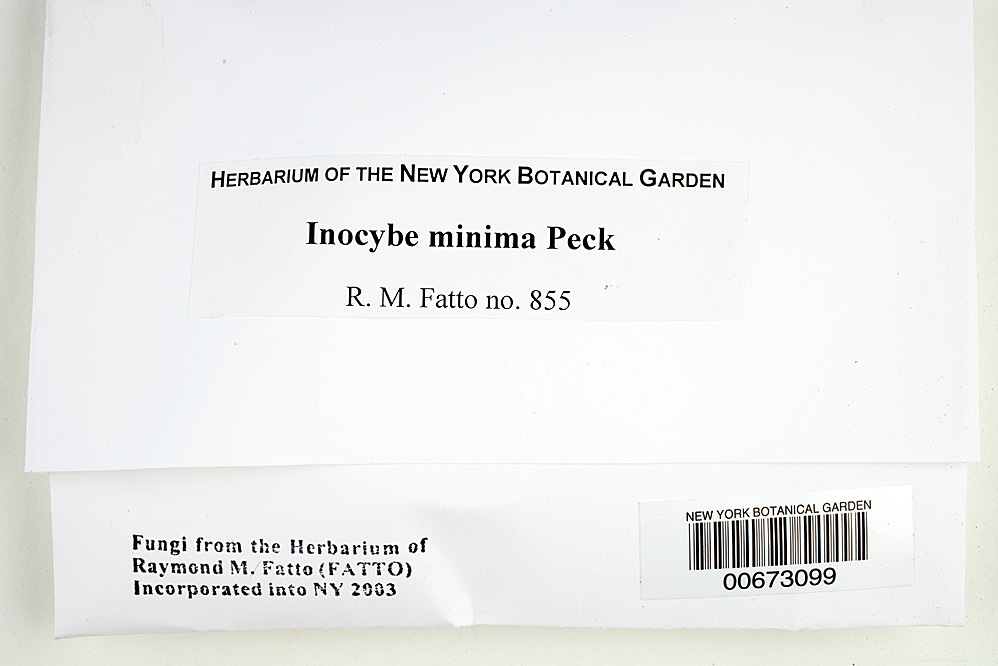 HERBARIUM OF THE NEW YORK BOTANICAL GARDEN
Inocybe minima Peck
R. M. Fatto no. 855
Fungi from the Herbarium of
Raymond M. Fatto (FATTO)
Incorporated into NY 2003
NEW YORK BOTANICAL GARDEN
00673099